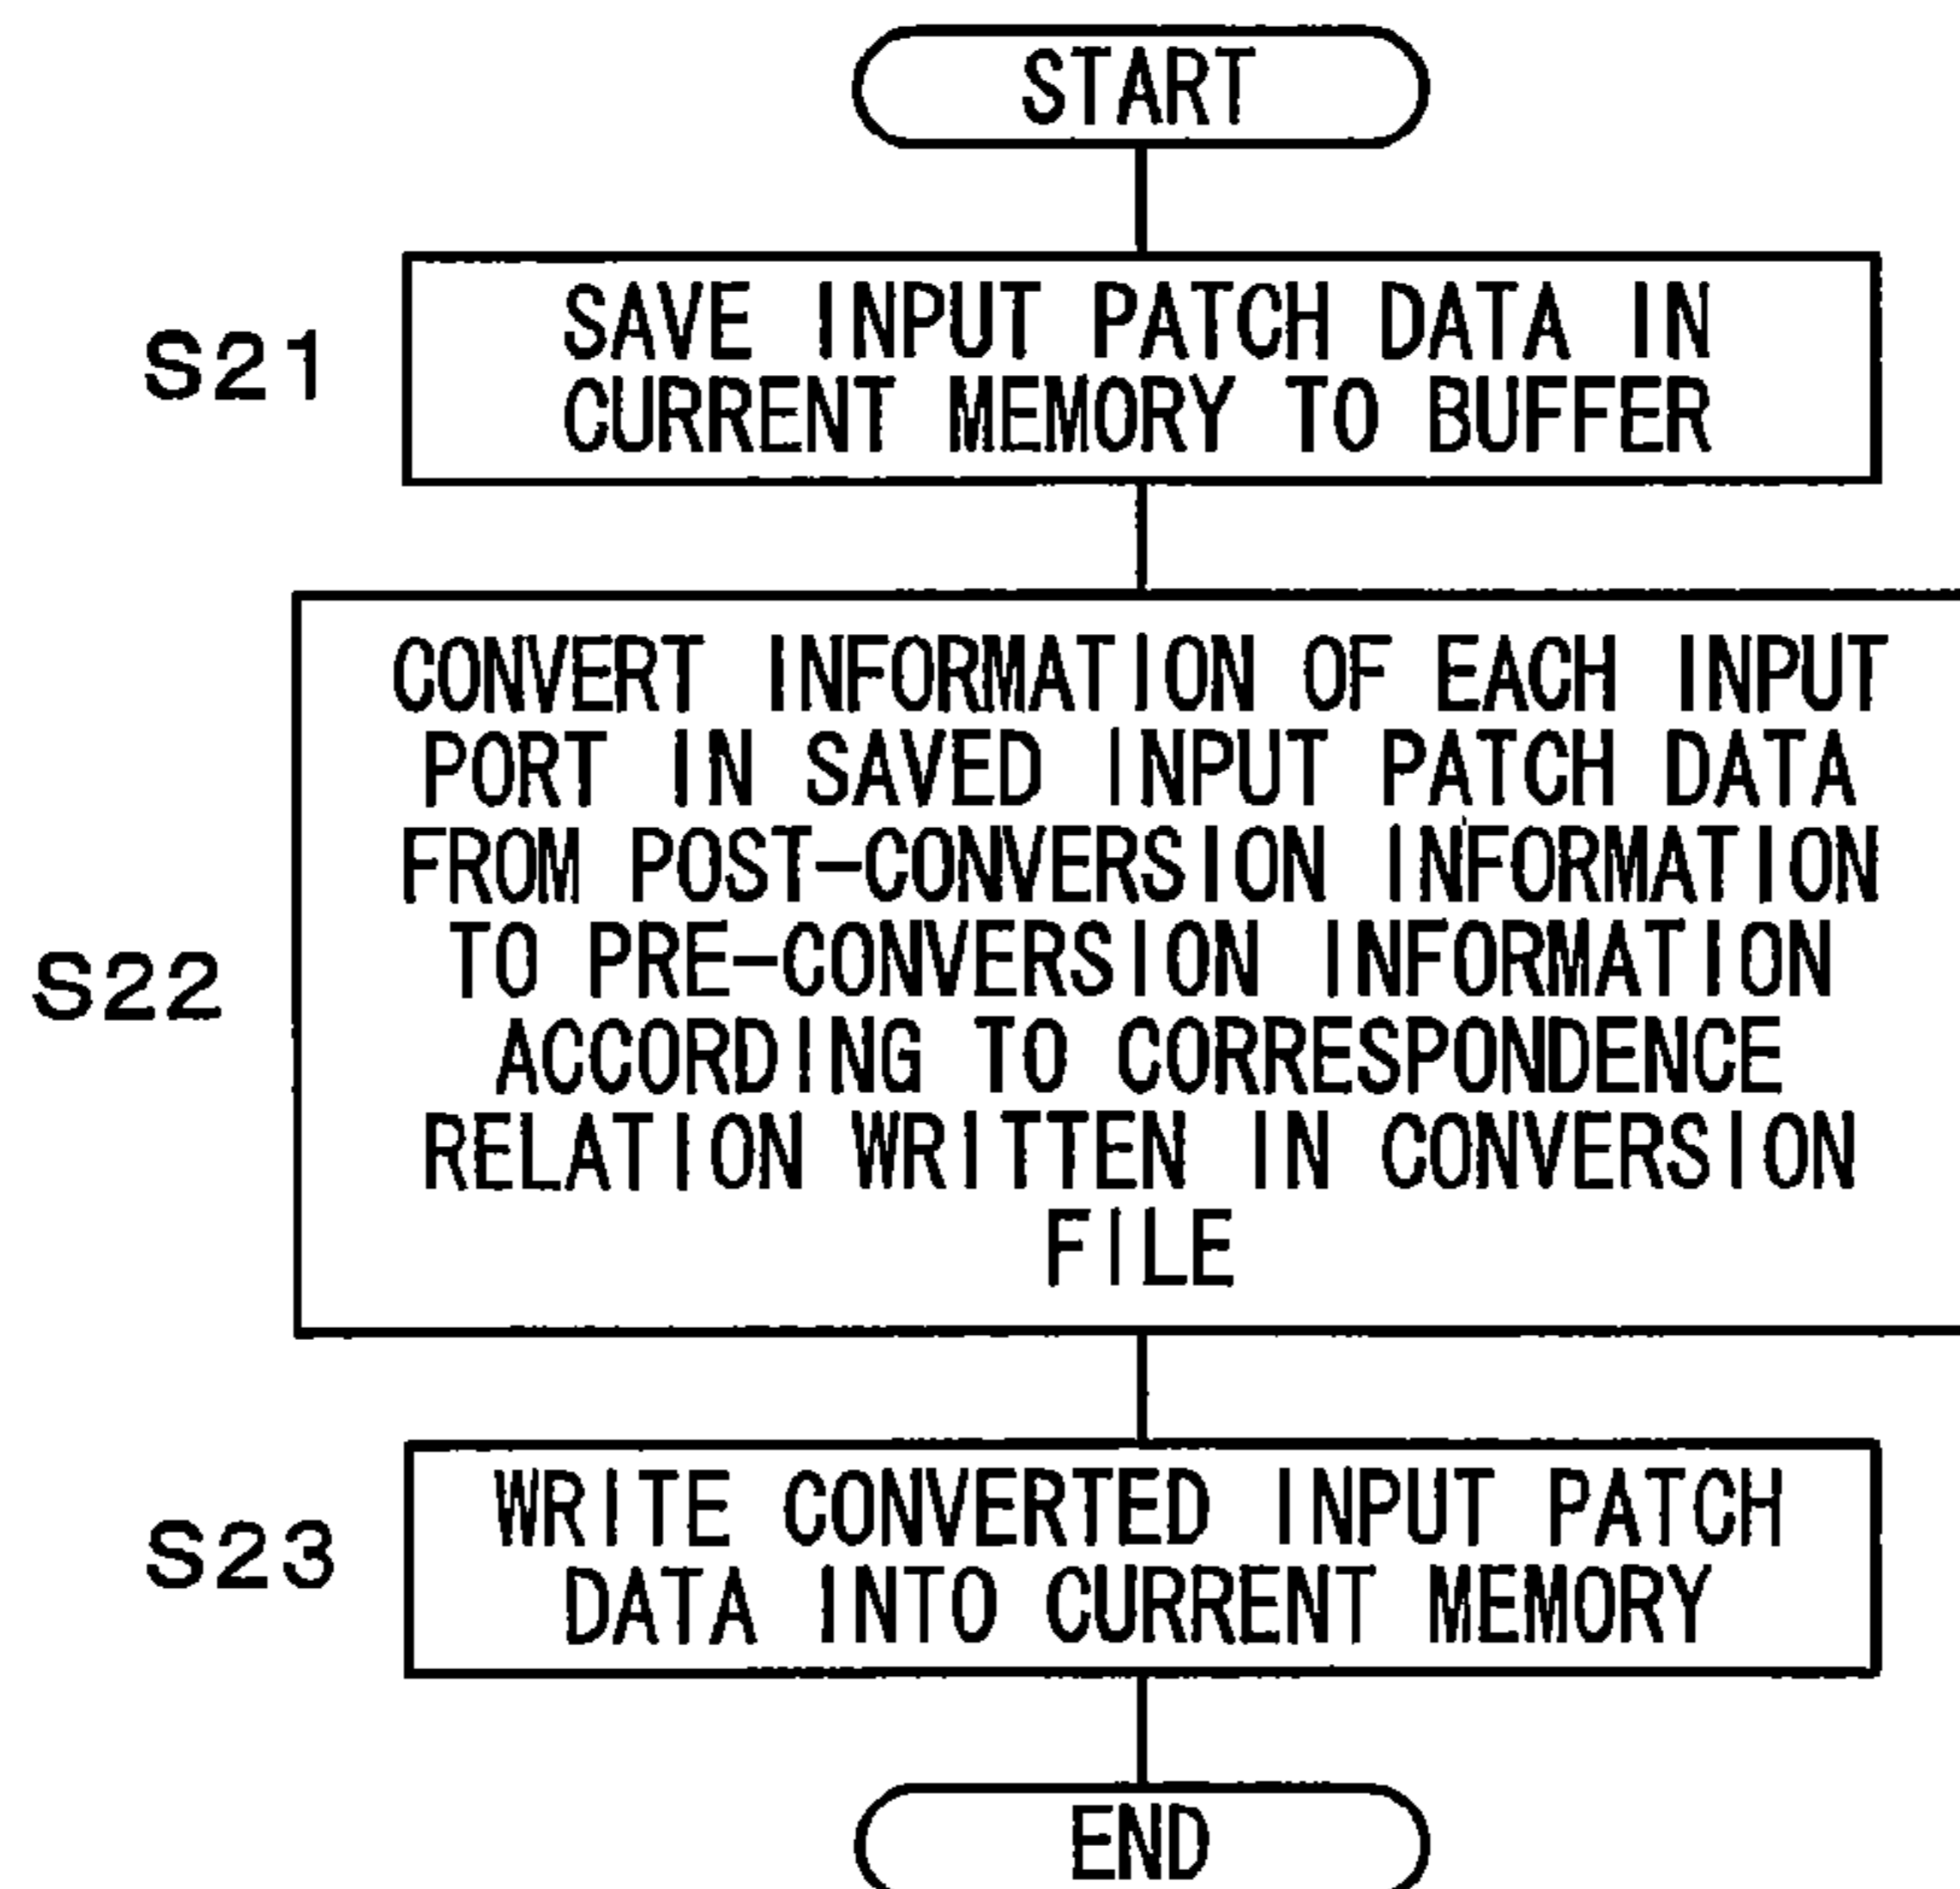 START
S21
SAVE INPUT PATCH DATA IN
CURRENT MEMORY TO BUFFER
S22
CONVERT INFORMATION OF EACH INPUT
PORT IN SAVED INPUT PATCH DATA
FROM POST-CONVERSION INFORMATION
TO PRE-CONVERSION INFORMATION
ACCORDING TO CORRESPONDENCE
RELATION WRITTEN IN CONVERSION
FILE
S23
WRITE CONVERTED INPUT PATCH
DATA INTO CURRENT MEMORY
END